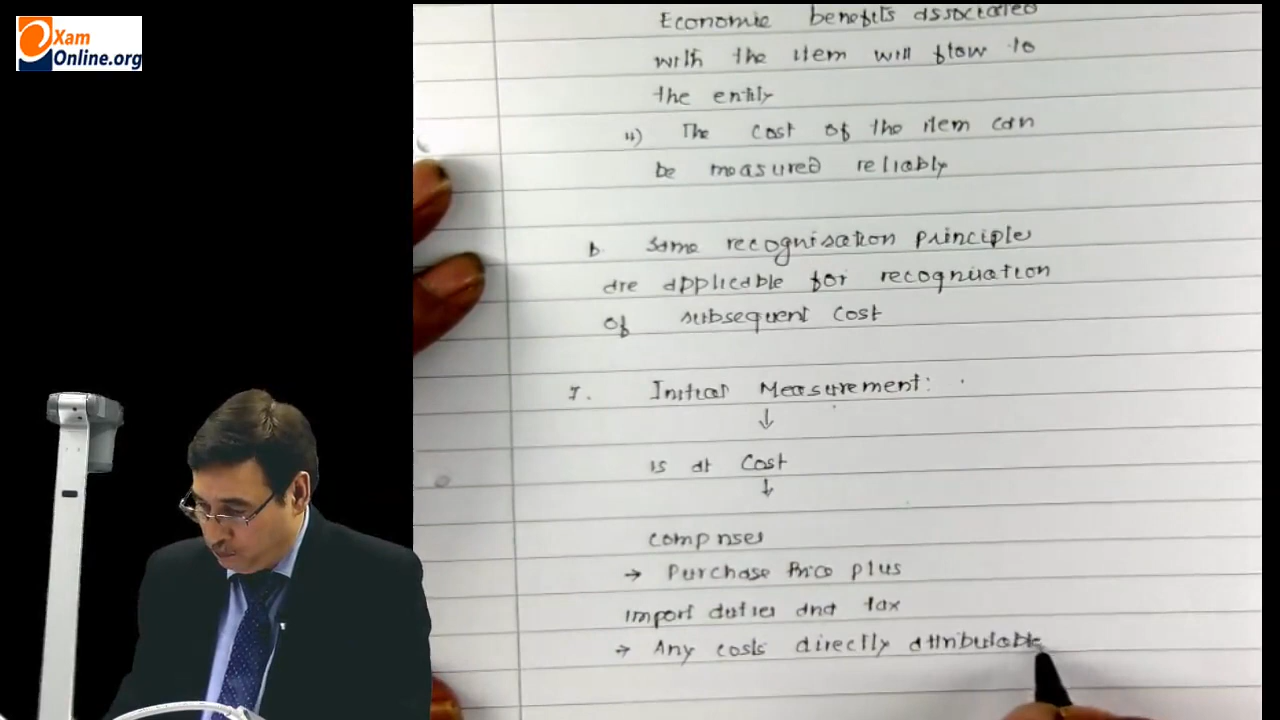 Xam
Online.org
Economic benefits associated
with the item will flow to
the entity
ii) The cost of the item can
be measured reliably
b. Same recognisation principle
are applicable for recognisation
of subsequent cost
7. Initial Measurement:
is at Cost
comprises
→ Purchase Price plus
import duties and tax
→ Any costs directly attributable